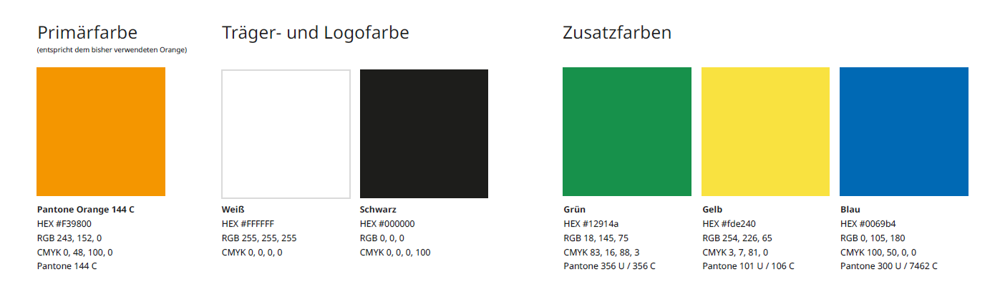 Primärfarbe
(entspricht dem bisher verwendeten Orange)
Pantone Orange 144 C
HEX #F39800
RGB 243, 152, 0
CMYK 0, 48, 100, 0
Pantone 144 C
Träger- und Logofarbe
Weiß
HEX #FFFFFF
RGB 255, 255, 255
CMYK 0, 0, 0, 0
Schwarz
HEX #000000
RGB 0, 0, 0
CMYK 0, 0, 0, 100
Zusatzfarben
Grün
HEX #12914a
RGB 18, 145, 75
CMYK 83, 16, 88, 3
Pantone 356 U / 356 C
Gelb
HEX #fde240
RGB 254, 226, 65
CMYK 3, 7, 81, 0
Pantone 101 U / 106 C
Blau
HEX #0069b4
RGB 0, 105, 180
CMYK 100, 50, 0, 0
Pantone 300 U / 7462 C